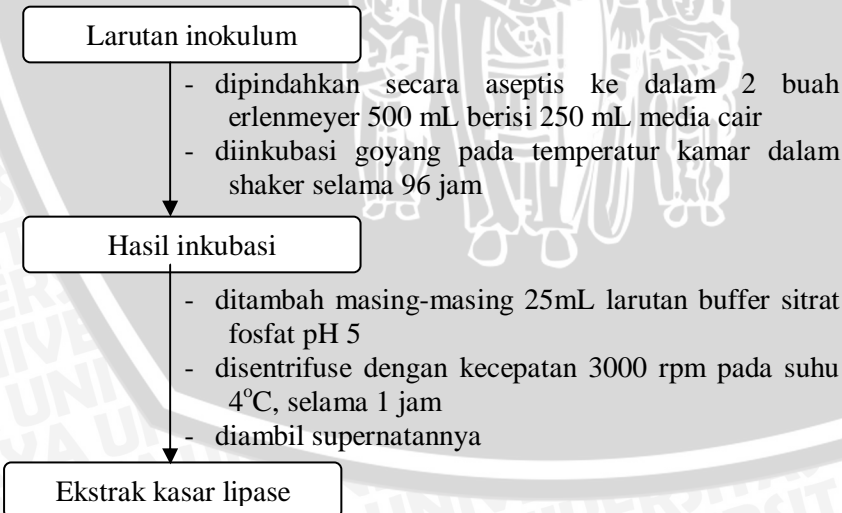 Larutan inokulum
- dipindahkan secara aseptis ke dalam 2 buah
erlenmeyer 500 mL berisi 250 mL media cair
- diinkubasi goyang pada temperatur kamar dalam
shaker selama 96 jam
Hasil inkubasi
- ditambah masing-masing 25mL larutan buffer sitrat
fosfat pH 5
- disentrifuse dengan kecepatan 3000 rpm pada suhu
4°C, selama 1 jam
- diambil supernatannya
Ekstrak kasar lipase